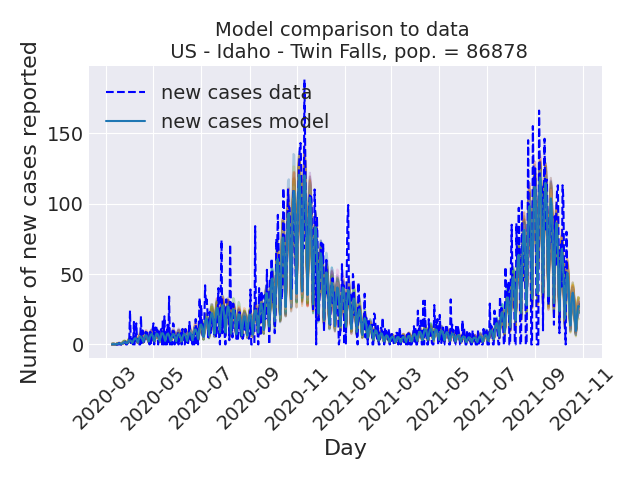 Model comparison to data
US - Idaho - Twin Falls, pop. = 86878
new cases data
new cases model
Number of new cases reported
150
100
50
0
2020-03
2020-05
2020-07
2020-09
2020-11
2021-01
2021-03
2021-05
2021-07
2021-09
2021-11
Day